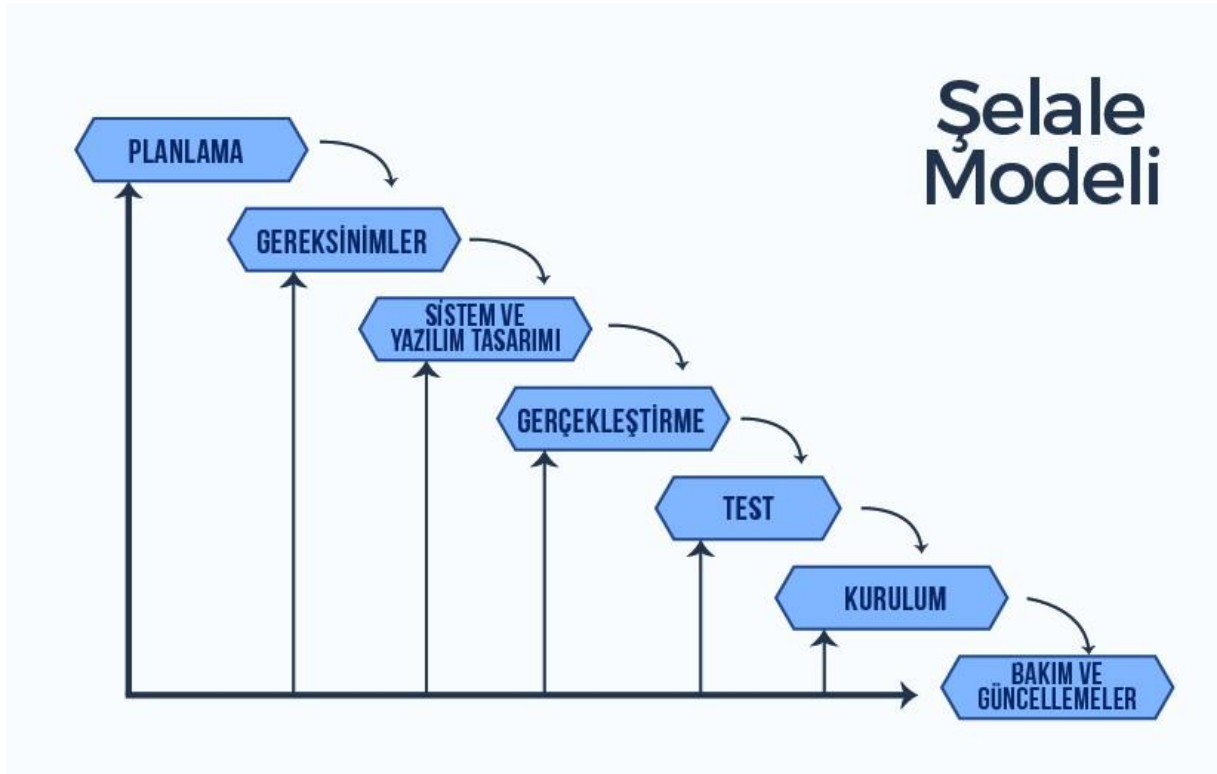 Şelale
Modeli
PLANLAMA
GEREKSİNİMLER
SİSTEM VE
YAZILIM TASARIMI
GERÇEKLEŞTİRME
TEST
KURULUM
BAKIM VE
GÜNCELLEMELER